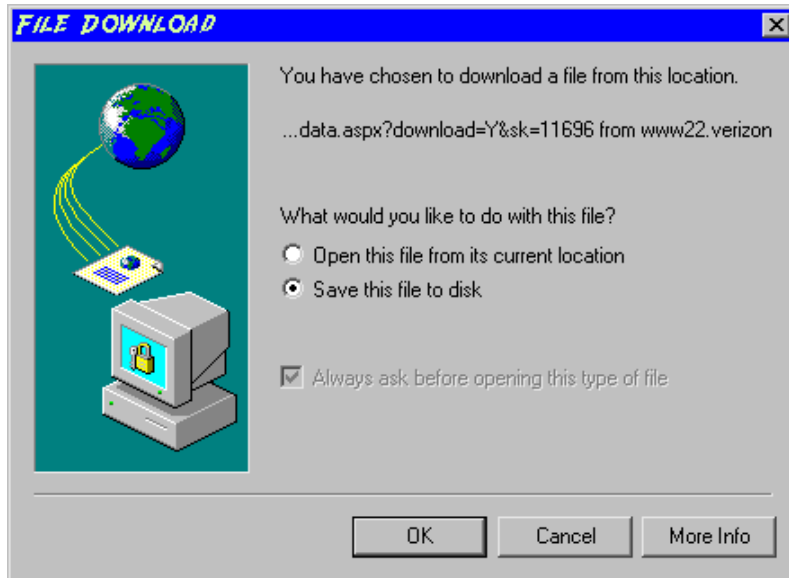 FILE DOWNLOAD
You have chosen to download a file from this location.
...data.aspx?download=Y&sk=11696 from www22.verizon
What would you like to do with this file?
Open this file from its current location
Save this file to disk
Always ask before opening this type of file
OK Cancel More Info